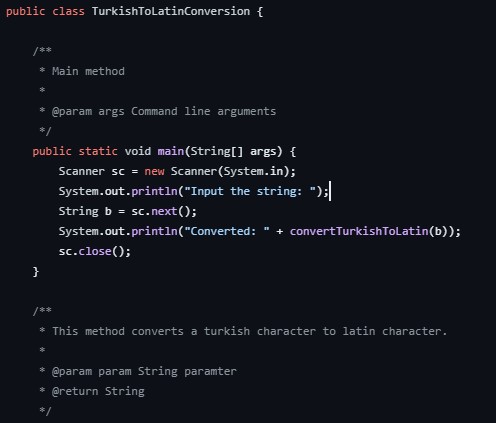 public class TurkishToLatinConversion {
/**
* Main method
*
* @param args Command line arguments
*/
public static void main(String[] args) {
Scanner sc = new Scanner(System.in);
System.out.println("Input the string: ");
String b = sc.next();
System.out.println("Converted: " + convertTurkishToLatin(b));
sc.close();
}
/**
* This method converts a turkish character to latin character.
*
* @param param String paramter
* @return String
*/